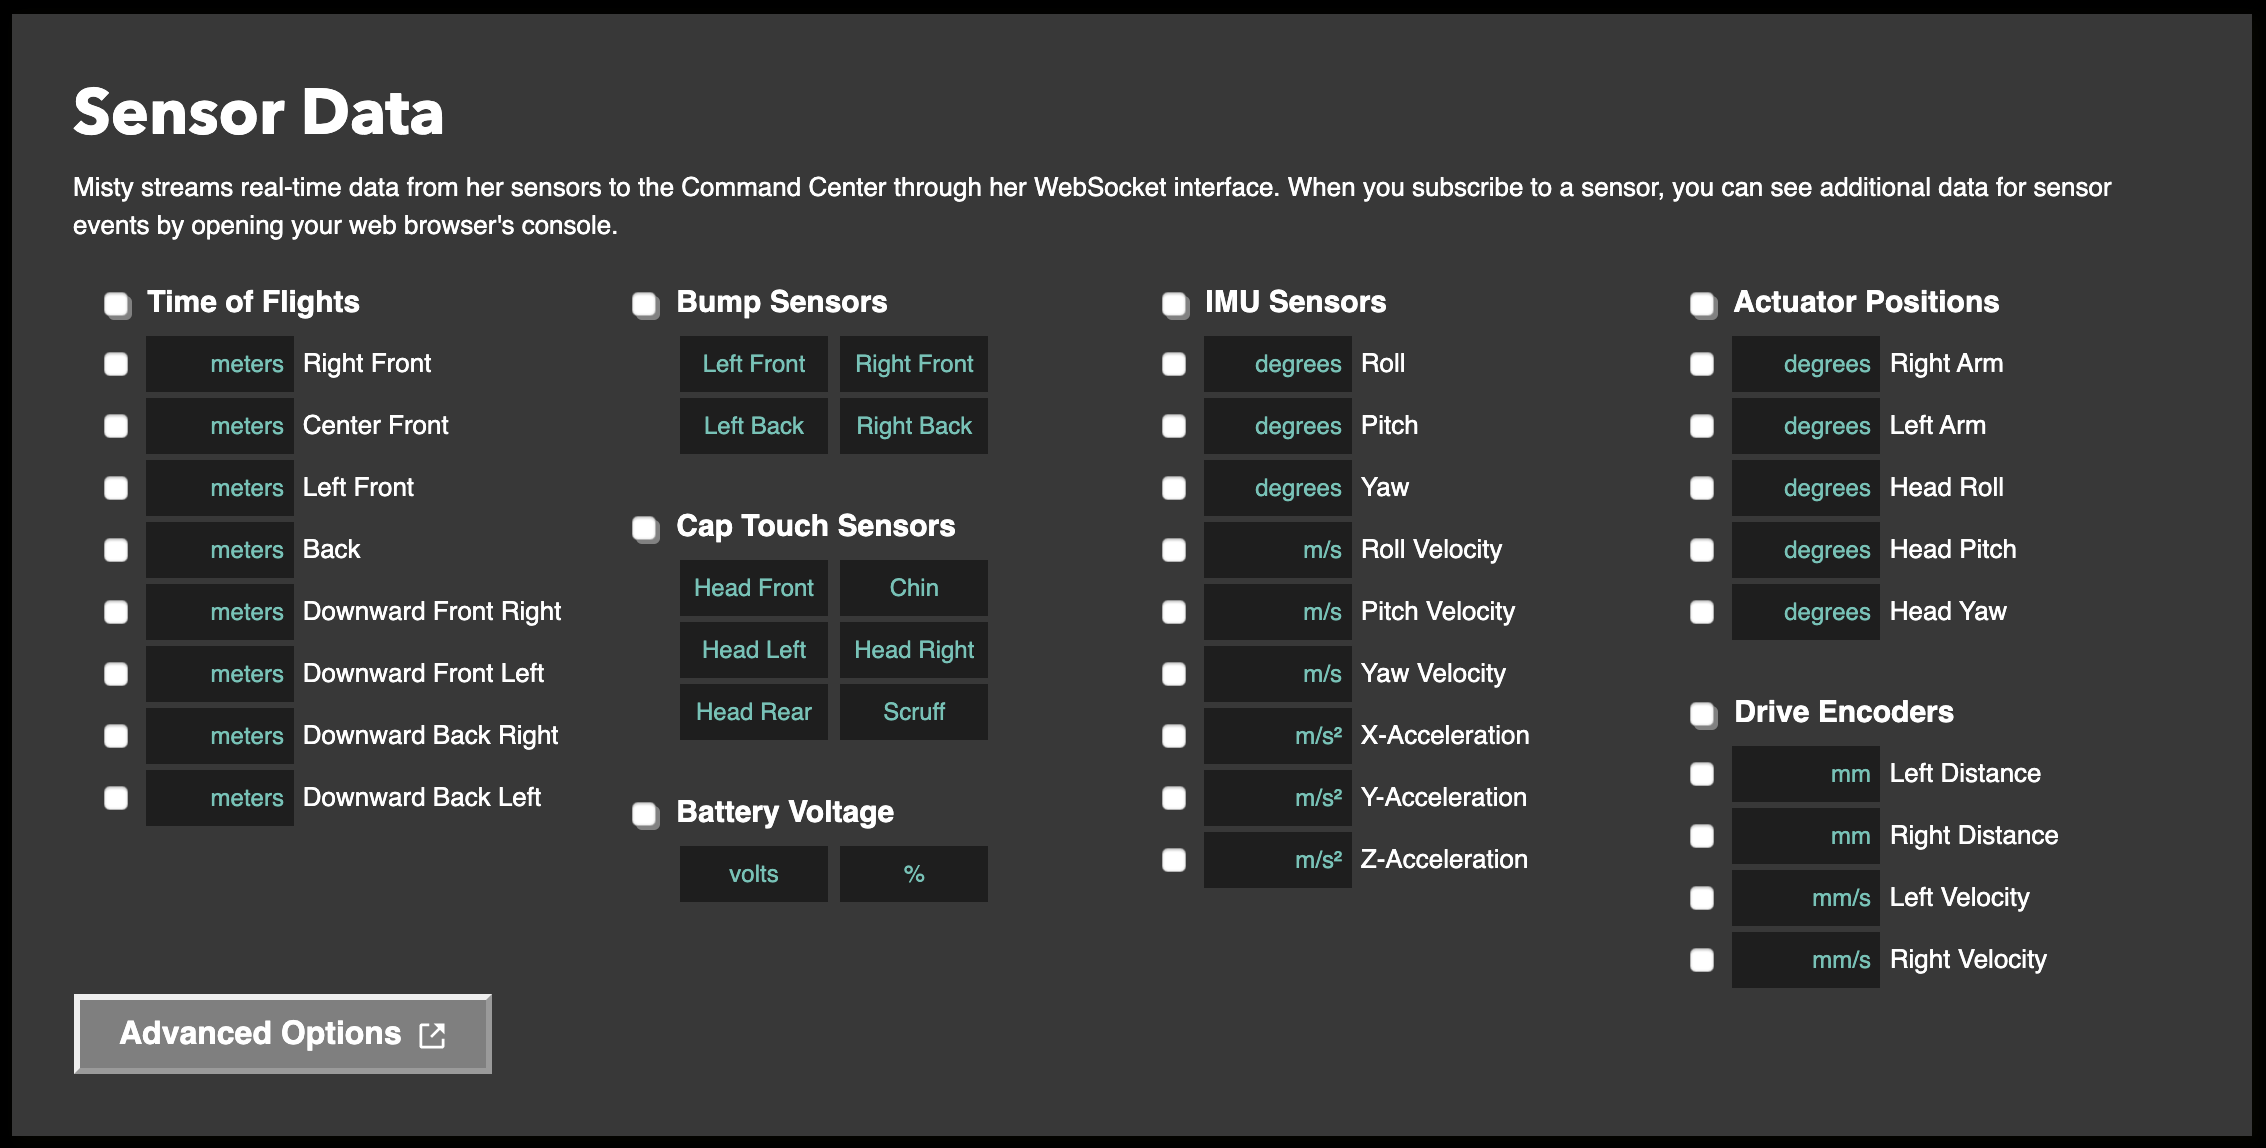 Sensor Data
Misty streams real-time data from her sensors to the Command Center through her WebSocket interface. When you subscribe to a sensor, you can see additional data for sensor
events by opening your web browser's console.
Time of Flights
meters Right Front
meters Center Front
meters Left Front
meters Back
meters Downward Front Right
meters Downward Front Left
meters Downward Back Right
meters Downward Back Left
Bump Sensors
Left Front Right Front
Left Back Right Back
Cap Touch Sensors
Head Front Chin
Head Left Head Right
Head Rear Scruff
Battery Voltage
volts %
IMU Sensors
degrees Roll
degrees Pitch
degrees Yaw
m/s Roll Velocity
m/s Pitch Velocity
m/s Yaw Velocity
m/s² X-Acceleration
m/s² Y-Acceleration
m/s² Z-Acceleration
Actuator Positions
degrees Right Arm
degrees Left Arm
degrees Head Roll
degrees Head Pitch
degrees Head Yaw
Drive Encoders
mm Left Distance
mm Right Distance
mm/s Left Velocity
mm/s Right Velocity
Advanced Options